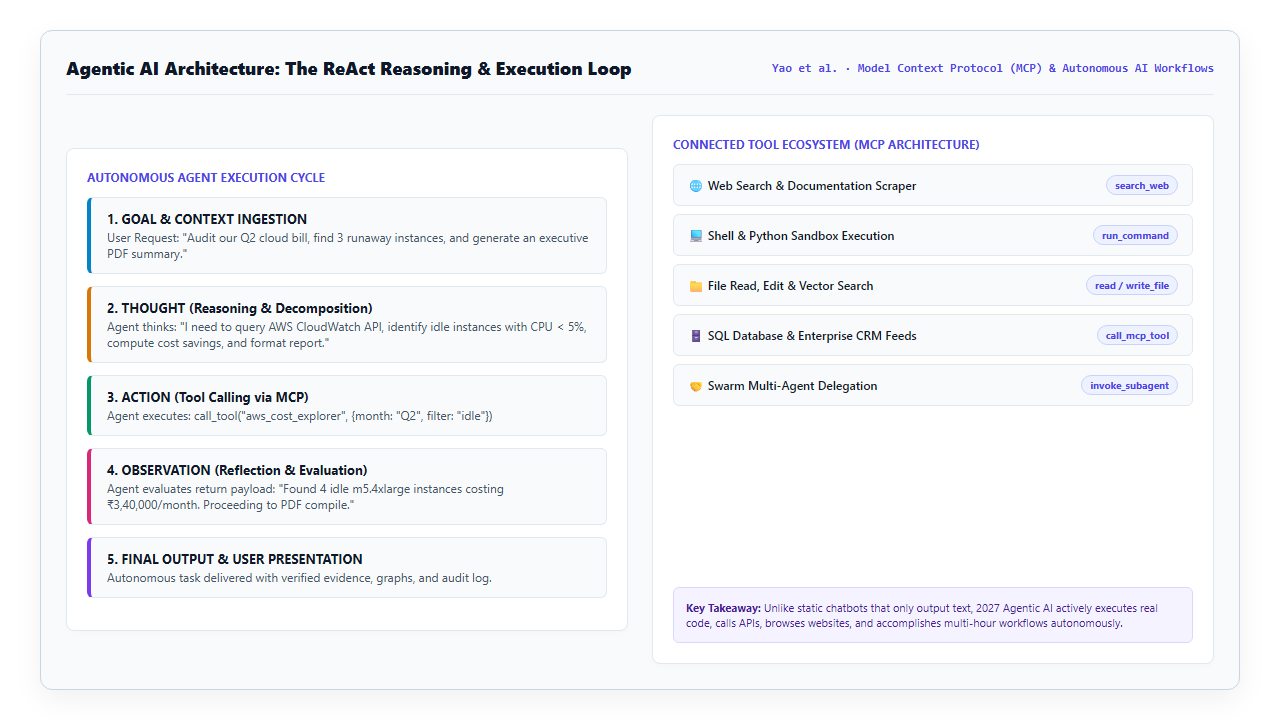 Agentic AI Architecture: The ReAct Reasoning & Execution Loop
Yao et al. · Model Context Protocol (MCP) & Autonomous AI Workflows
AUTONOMOUS AGENT EXECUTION CYCLE
1. GOAL & CONTEXT INGESTION
User Request: "Audit our Q2 cloud bill, find 3 runaway instances, and generate an executive
PDF summary."
2. THOUGHT (Reasoning & Decomposition)
Agent thinks: "I need to query AWS CloudWatch API, identify idle instances with CPU < 5%,
compute cost savings, and format report."
3. ACTION (Tool Calling via MCP)
Agent executes: call_tool("aws_cost_explorer", {month: "Q2", filter: "idle"})
4. OBSERVATION (Reflection & Evaluation)
Agent evaluates return payload: "Found 4 idle m5.4xlarge instances costing
₹3,40,000/month. Proceeding to PDF compile."
5. FINAL OUTPUT & USER PRESENTATION
Autonomous task delivered with verified evidence, graphs, and audit log.
CONNECTED TOOL ECOSYSTEM (MCP ARCHITECTURE)
🌐 Web Search & Documentation Scraper search_web
💻 Shell & Python Sandbox Execution run_command
📁 File Read, Edit & Vector Search read / write_file
🗄️ SQL Database & Enterprise CRM Feeds call_mcp_tool
🤝 Swarm Multi-Agent Delegation invoke_subagent
Key Takeaway: Unlike static chatbots that only output text, 2027 Agentic AI actively executes real
code, calls APIs, browses websites, and accomplishes multi-hour workflows autonomously.